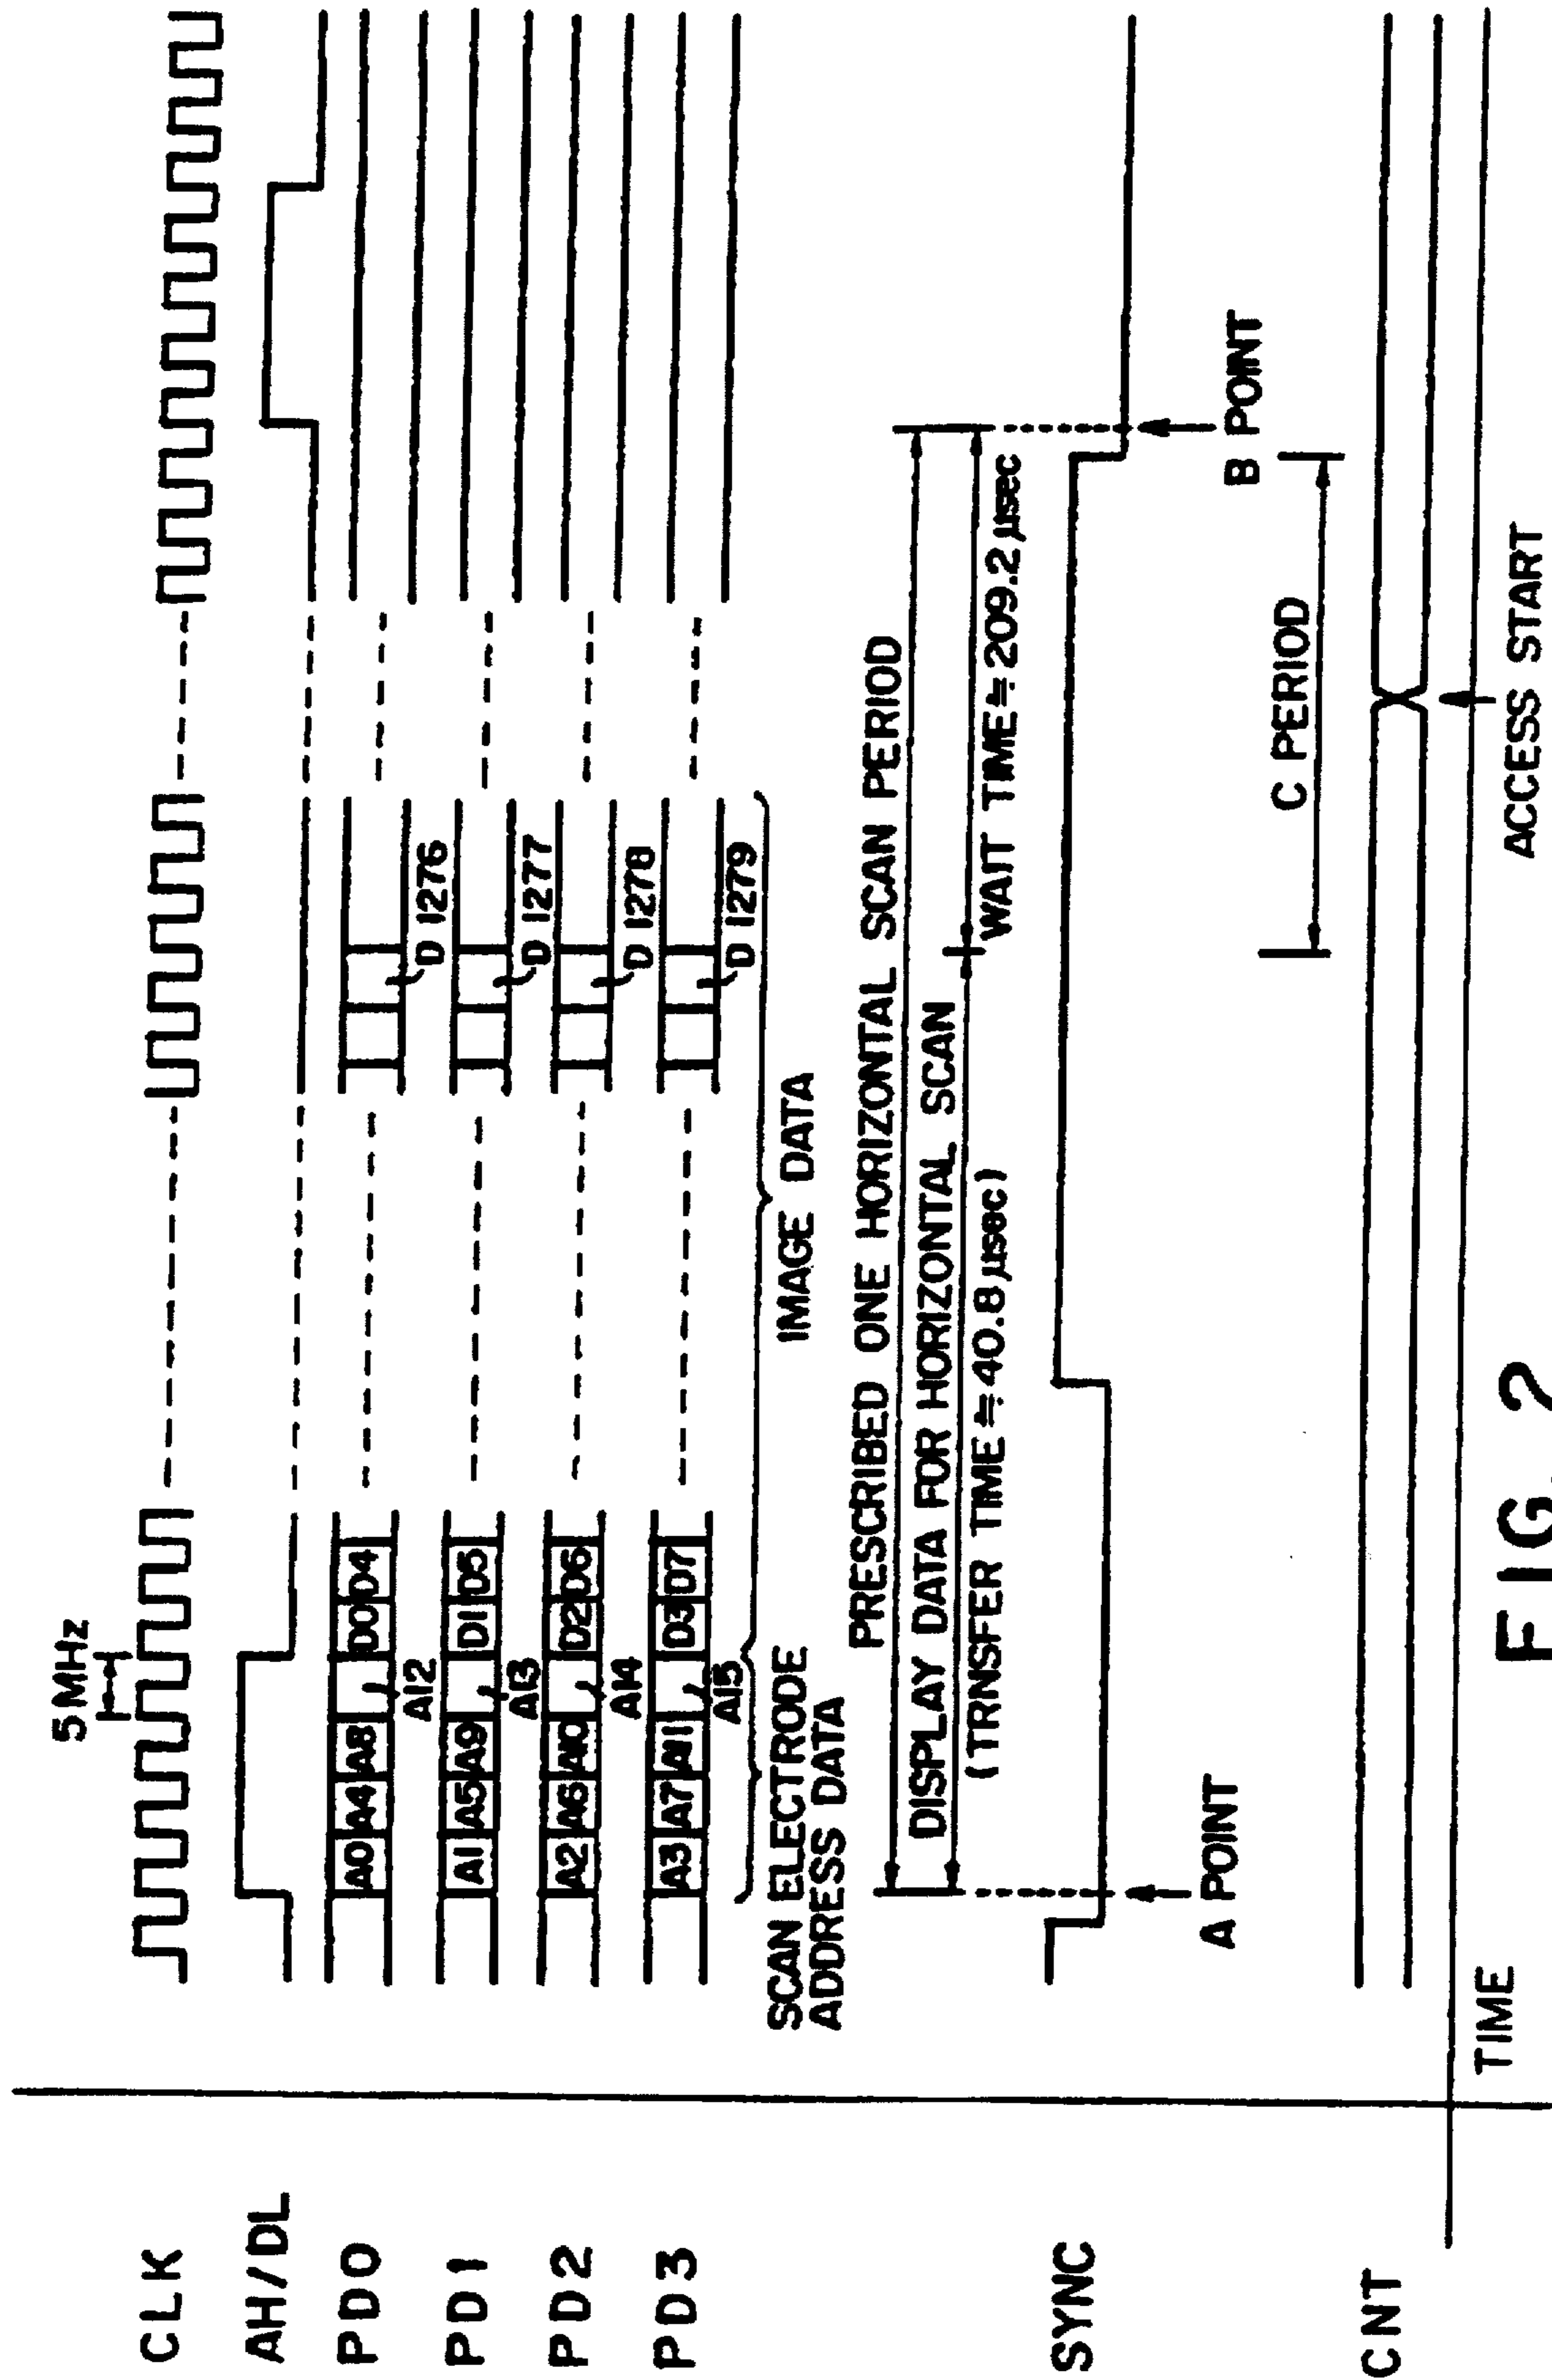 5 MHz
CLK
AH/DL
PD0
A0 A4 A8 A12 D0 D4 D 1276
PD1
A1 A5 A9 A13 D1 D5 D 1277
PD2
A2 A6 A10 A14 D2 D6 D 1278
PD3
A3 A7 A11 A15 D3 D7 D 1279
SCAN ELECTRODE
ADDRESS DATA
IMAGE DATA
PRESCRIBED ONE HORIZONTAL SCAN PERIOD
DISPLAY DATA FOR HORIZONTAL SCAN
(TRNSFER TIME ≒ 40.8 µsec)
WAIT TIME ≒ 209.2 µsec
SYNC
A POINT
B POINT
C PERIOD
CNT
ACCESS START
TIME
FIG. 2